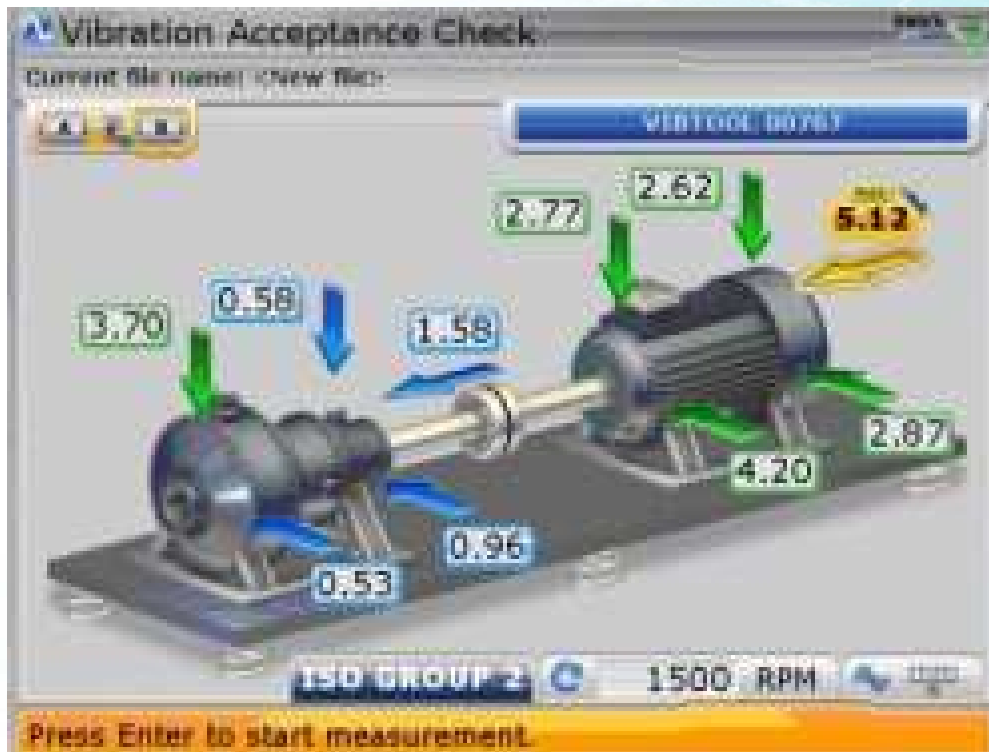 Vibration Acceptance Check
Current file name: <New file>
A B
VIBTOOL 00767
2.77
2.62
5.12
3.70
0.58
1.58
2.87
4.20
0.96
0.53
ISO GROUP 2
1500 RPM
Press Enter to start measurement.